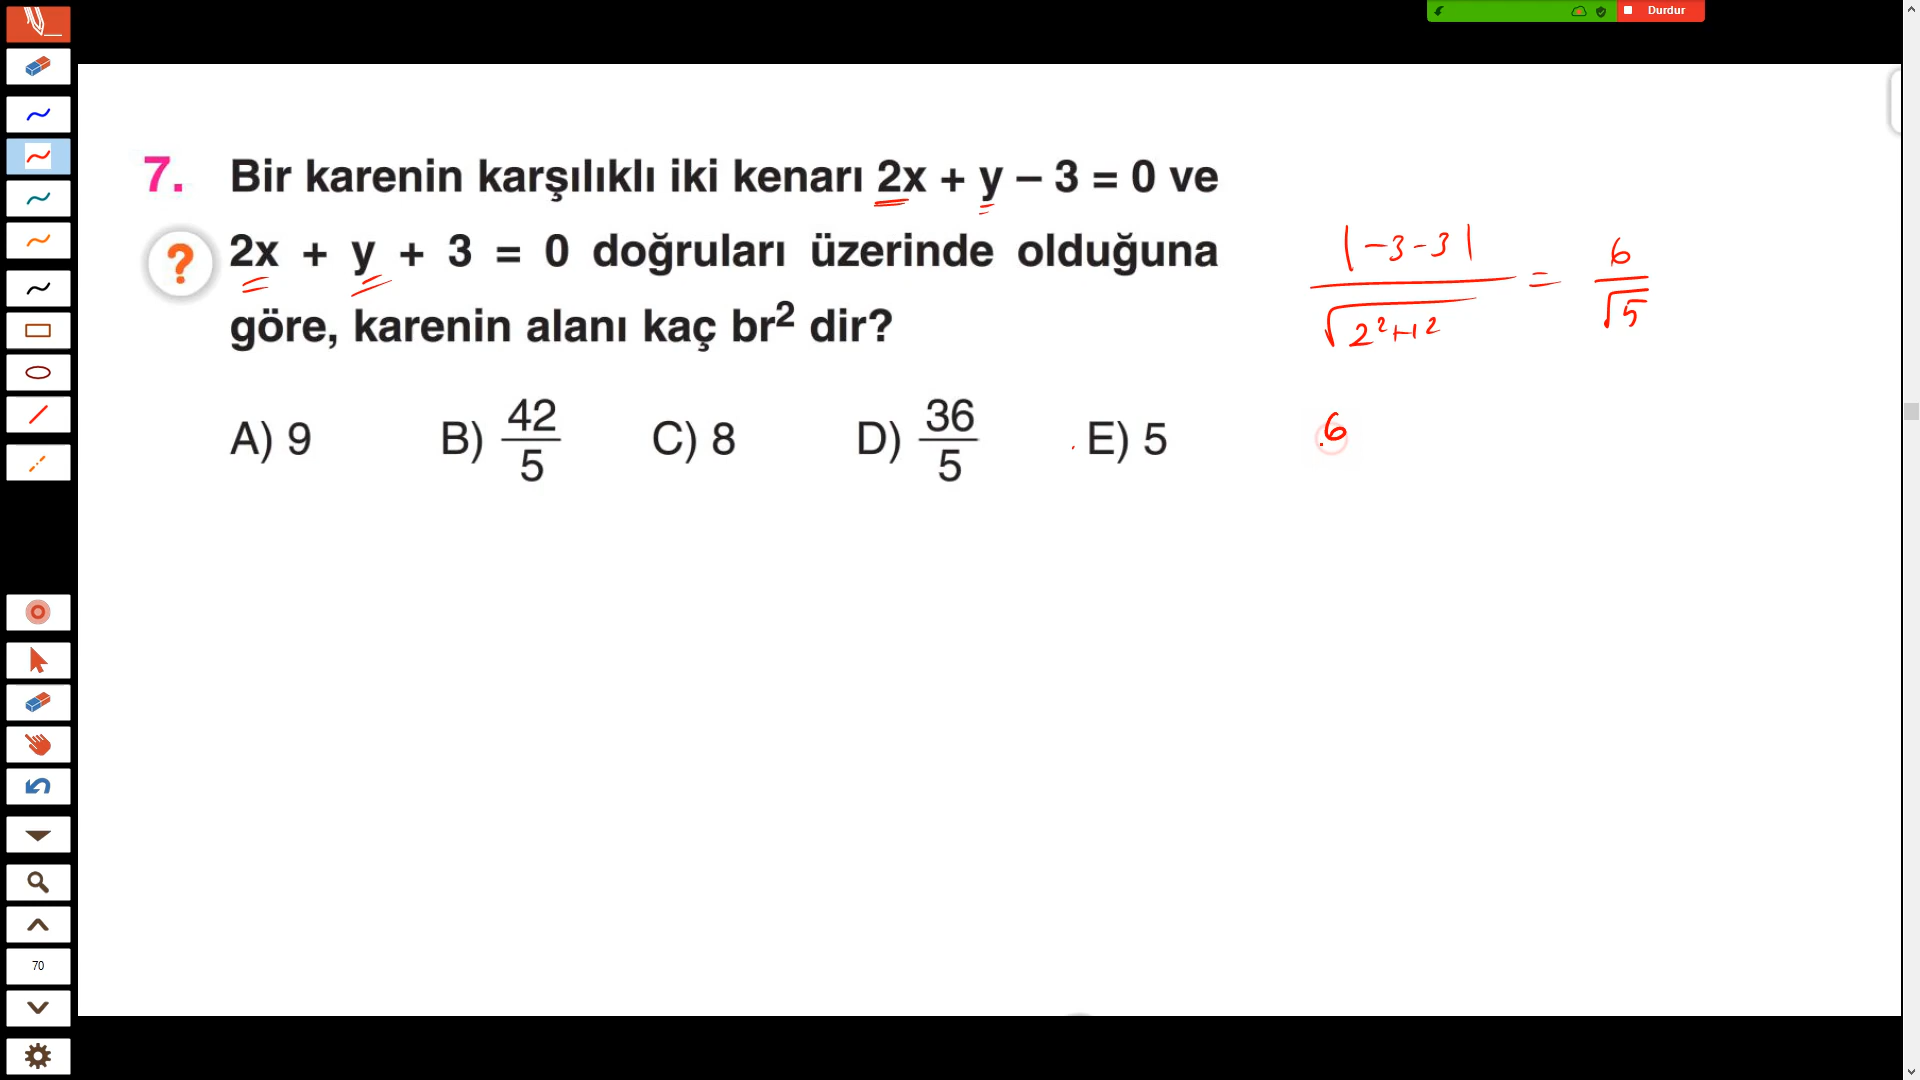 Durdur
7. Bir karenin karşılıklı iki kenarı 2x + y – 3 = 0 ve
? 2x + y + 3 = 0 doğruları üzerinde olduğuna
göre, karenin alanı kaç br² dir?
A) 9 B) 42/5 C) 8 D) 36/5 E) 5
|-3-3| / √2²+1² = 6/√5
6
70